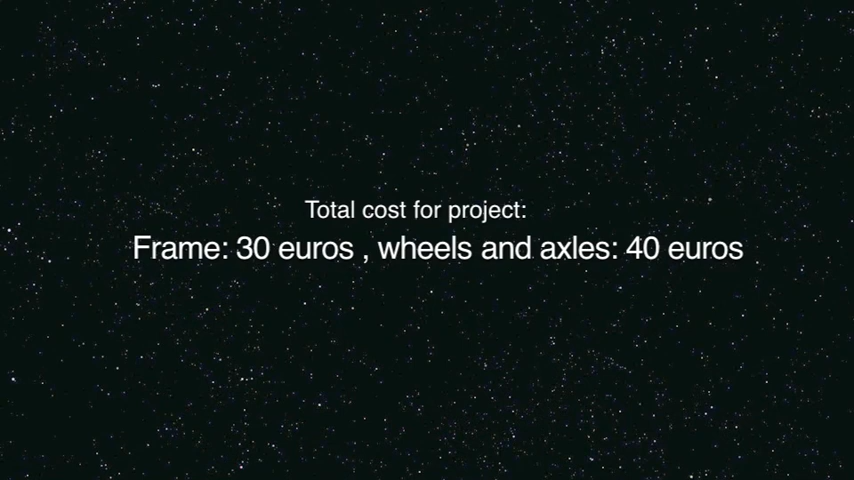 Total cost for project:
Frame: 30 euros , wheels and axles: 40 euros